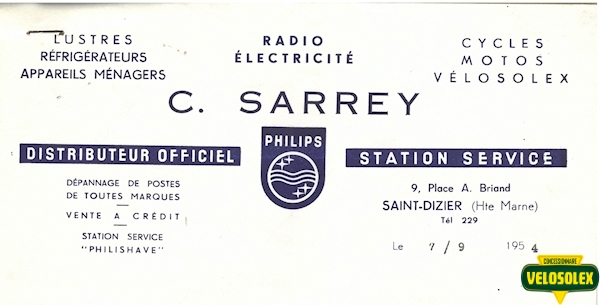 LUSTRES
RÉFRIGÉRATEURS
APPAREILS MÉNAGERS
RADIO
ÉLECTRICITÉ
CYCLES
MOTOS
VÉLOSOLEX
C. SARREY
DISTRIBUTEUR OFFICIEL
PHILIPS
STATION SERVICE
DÉPANNAGE DE POSTES
DE TOUTES MARQUES
VENTE A CRÉDIT
STATION SERVICE
"PHILISHAVE"
9, Place A. Briand
SAINT-DIZIER (Hte Marne)
Tél 229
Le 7 / 9 1954
CONCESSIONNAIRE
VELOSOLEX